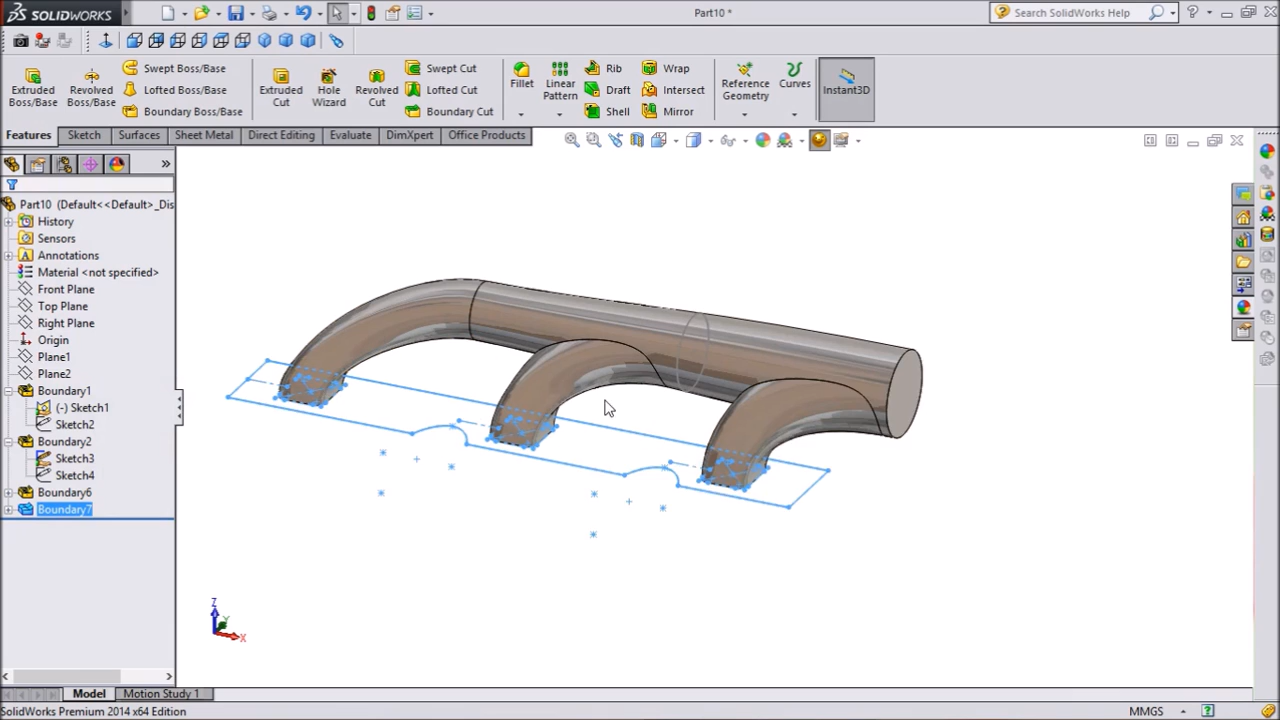 SOLIDWORKS
Part10 *
Search SolidWorks Help
Extruded Boss/Base
Revolved Boss/Base
Swept Boss/Base
Lofted Boss/Base
Boundary Boss/Base
Extruded Cut
Hole Wizard
Revolved Cut
Swept Cut
Lofted Cut
Boundary Cut
Fillet
Linear Pattern
Rib
Draft
Shell
Wrap
Intersect
Mirror
Reference Geometry
Curves
Instant3D
Features
Sketch
Surfaces
Sheet Metal
Direct Editing
Evaluate
DimXpert
Office Products
Part10 (Default<<Default>_Dis
History
Sensors
Annotations
Material <not specified>
Front Plane
Top Plane
Right Plane
Origin
Plane1
Plane2
Boundary1
(-) Sketch1
Sketch2
Boundary2
Sketch3
Sketch4
Boundary6
Boundary7
Z
Y
X
Model
Motion Study 1
SolidWorks Premium 2014 x64 Edition
MMGS